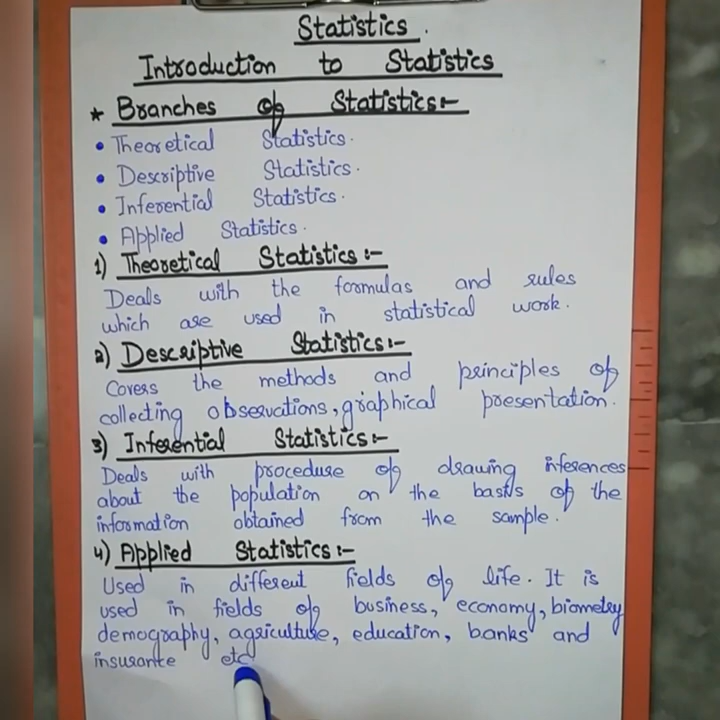 Statistics.
Introduction to Statistics
* Branches of Statistics:-
• Theoretical Statistics.
• Descriptive Statistics.
• Inferential Statistics.
• Applied Statistics.
1) Theoretical Statistics:-
Deals with the formulas and rules
which are used in statistical work.
2) Descriptive Statistics:-
Covers the methods and principles of
collecting observations, graphical presentation.
3) Inferential Statistics:-
Deals with procedure of drawing inferences
about the population on the basis of the
information obtained from the sample.
4) Applied Statistics:-
Used in different fields of life. It is
used in fields of business, economy, biometry
demography, agriculture, education, banks and
insurance etc